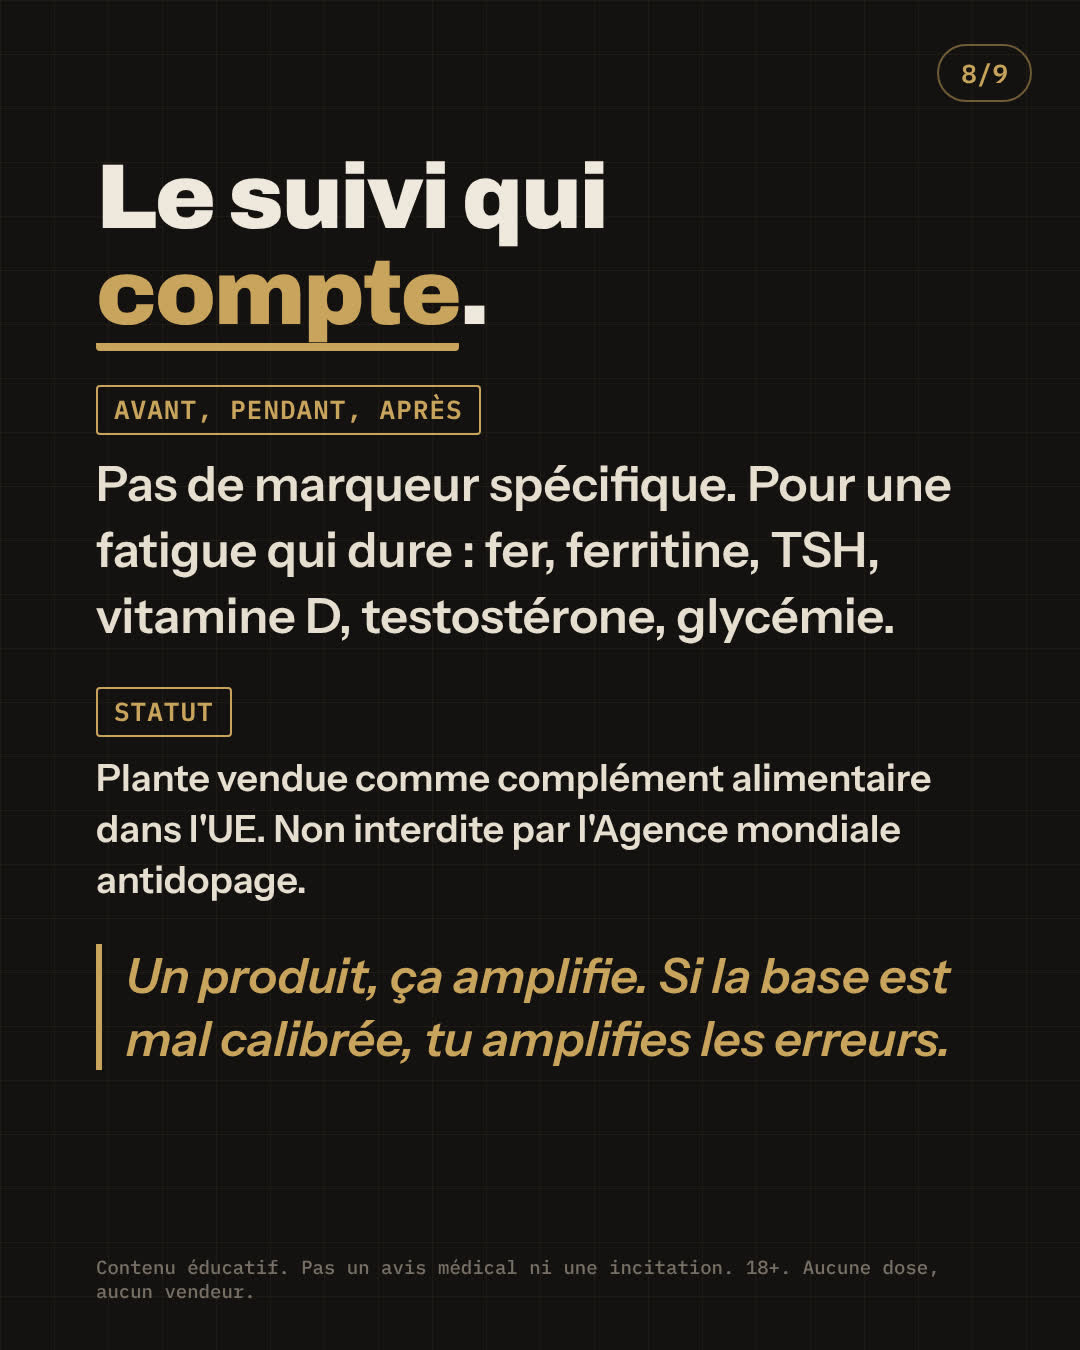 8/9
Le suivi qui
compte.
AVANT, PENDANT, APRÈS
Pas de marqueur spécifique. Pour une
fatigue qui dure : fer, ferritine, TSH,
vitamine D, testostérone, glycémie.
STATUT
Plante vendue comme complément alimentaire
dans l'UE. Non interdite par l'Agence mondiale
antidopage.
Un produit, ça amplifie. Si la base est
mal calibrée, tu amplifies les erreurs.
Contenu éducatif. Pas un avis médical ni une incitation. 18+. Aucune dose,
aucun vendeur.